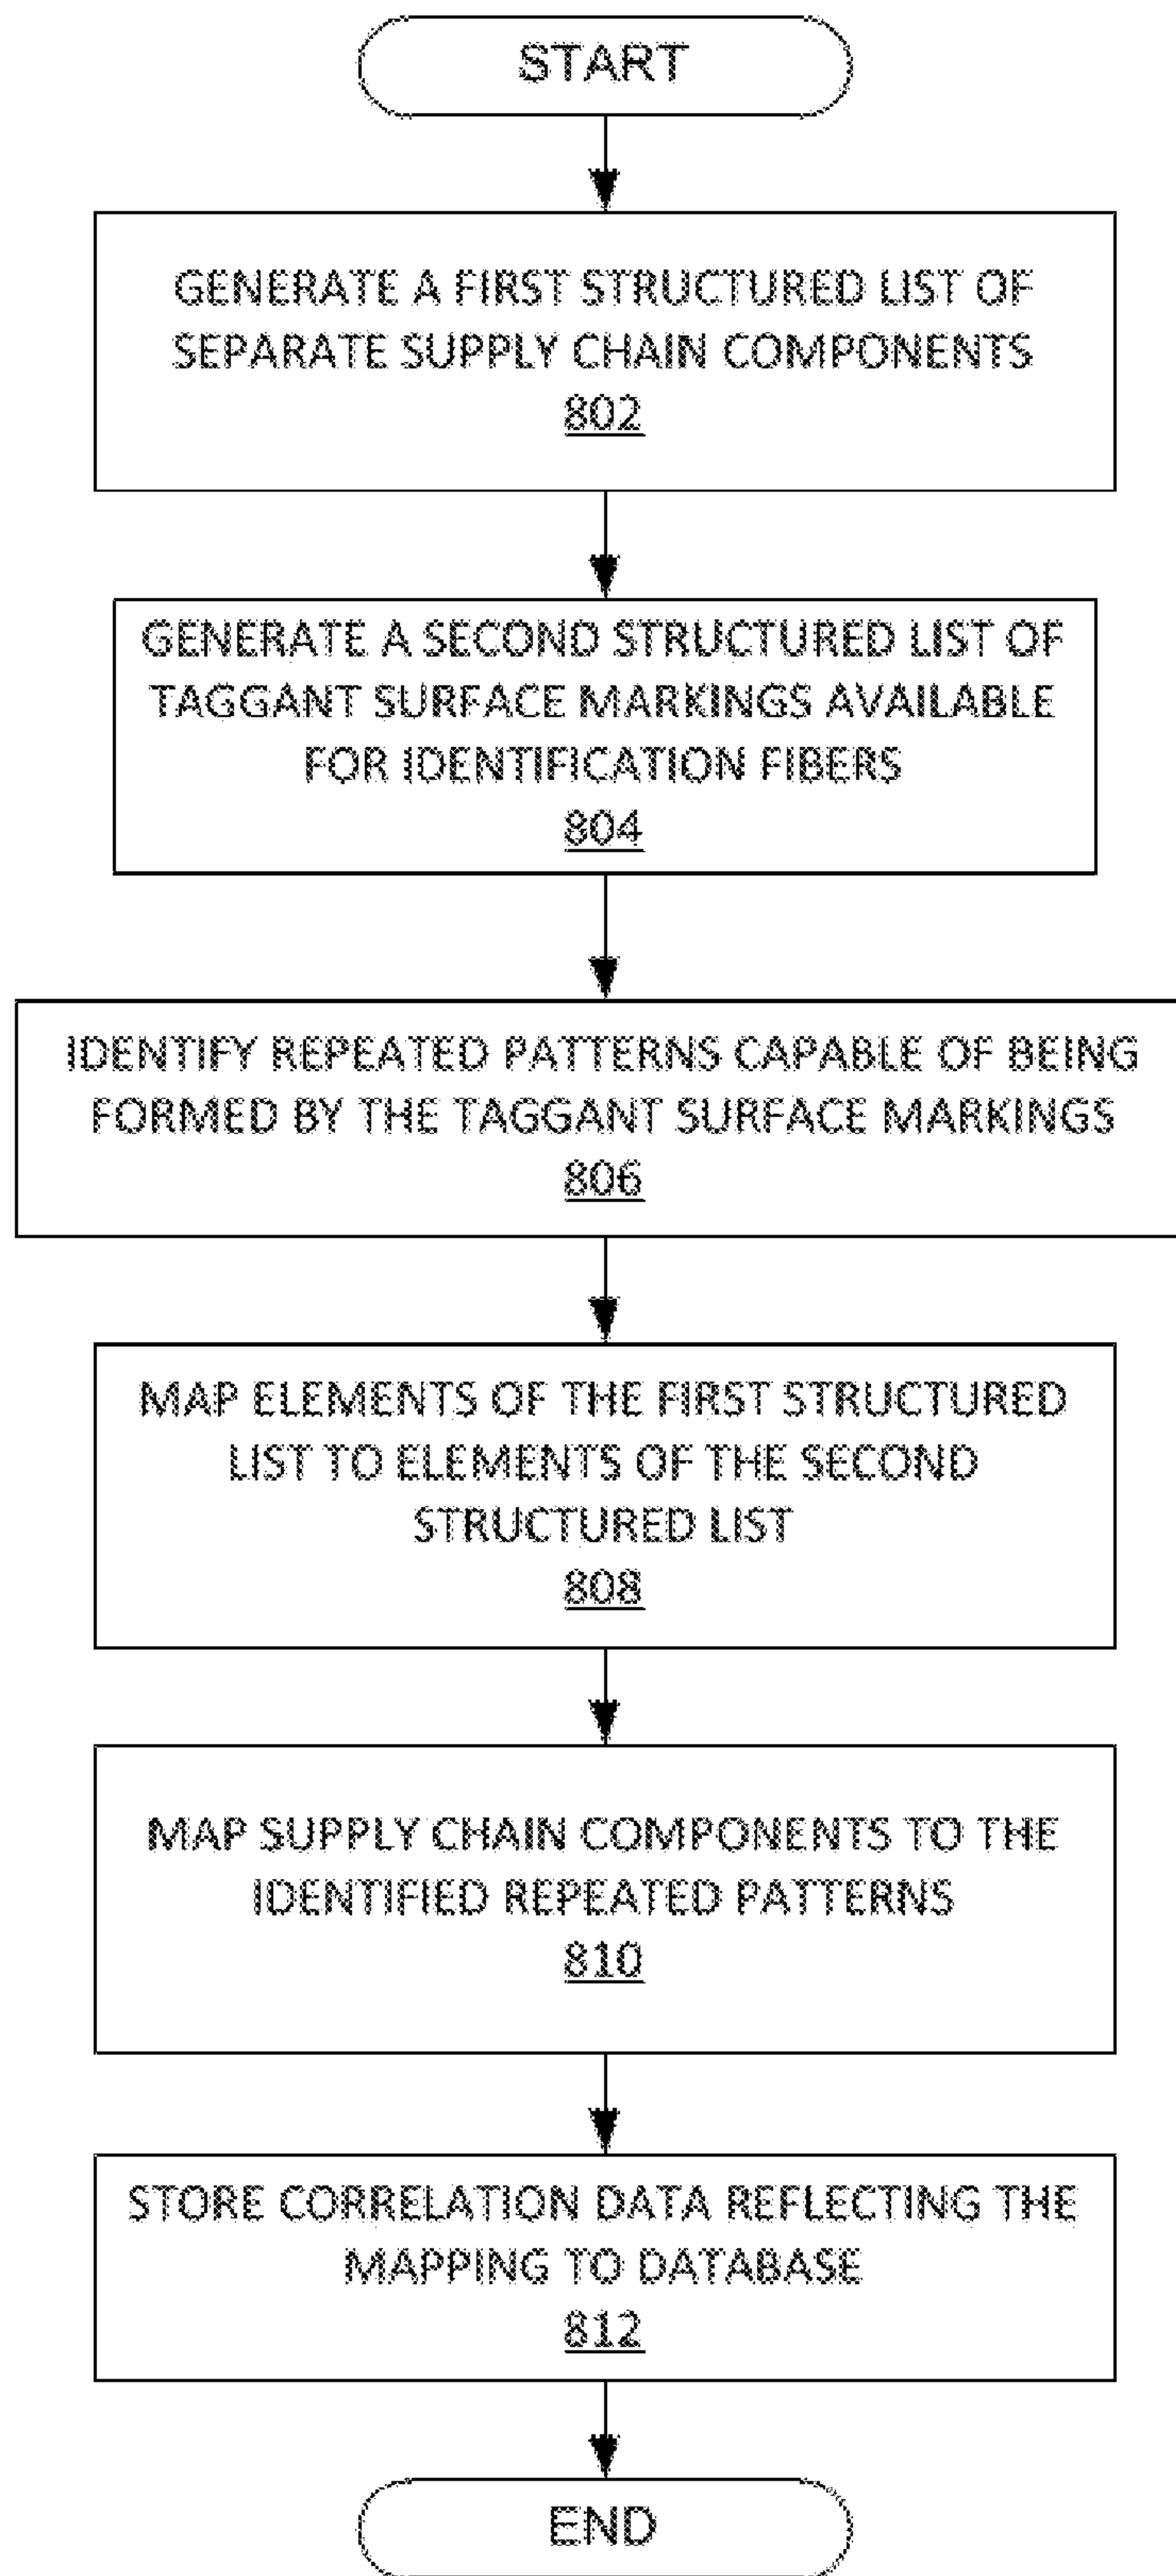 START
GENERATE A FIRST STRUCTURED LIST OF
SEPARATE SUPPLY CHAIN COMPONENTS
802
GENERATE A SECOND STRUCTURED LIST OF
TAGGANT SURFACE MARKINGS AVAILABLE
FOR IDENTIFICATION FIBERS
804
IDENTIFY REPEATED PATTERNS CAPABLE OF BEING
FORMED BY THE TAGGANT SURFACE MARKINGS
806
MAP ELEMENTS OF THE FIRST STRUCTURED
LIST TO ELEMENTS OF THE SECOND
STRUCTURED LIST
808
MAP SUPPLY CHAIN COMPONENTS TO THE
IDENTIFIED REPEATED PATTERNS
810
STORE CORRELATION DATA REFLECTING THE
MAPPING TO DATABASE
812
END